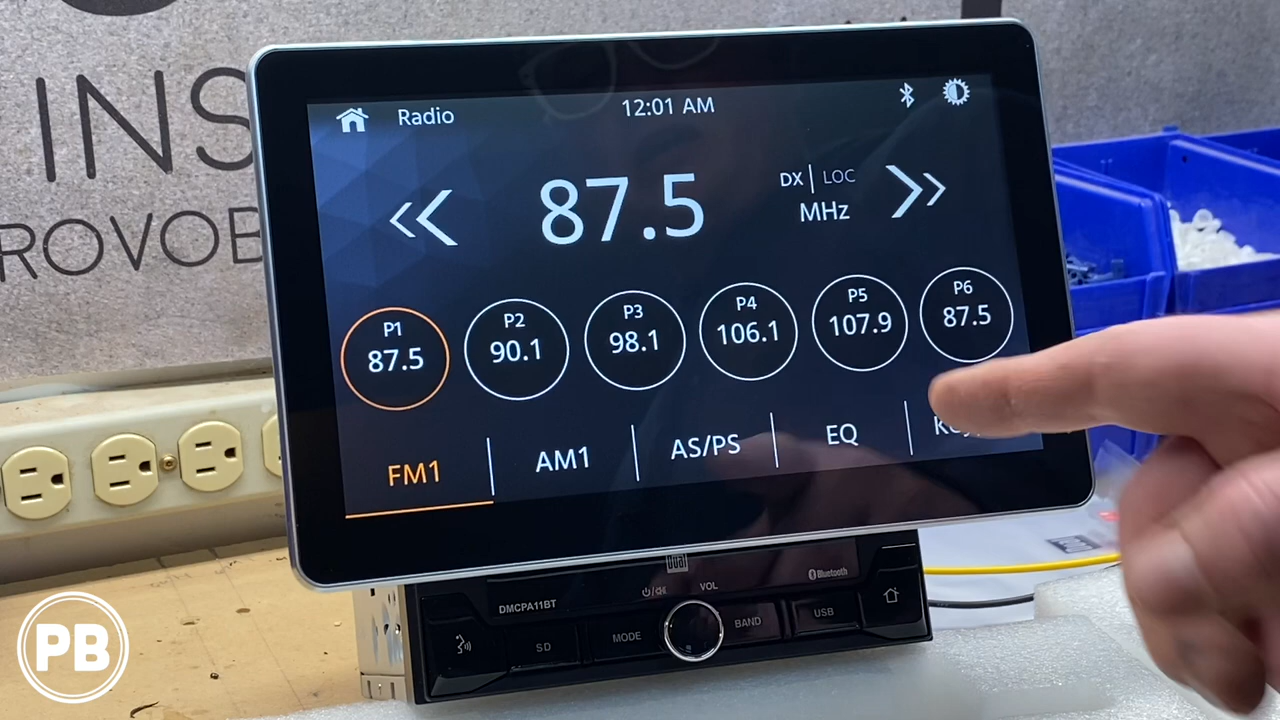 INS
ROVOB
Radio
12:01 AM
87.5
DX | LOC
MHz
P1
87.5
P2
90.1
P3
98.1
P4
106.1
P5
107.9
P6
87.5
FM1
AM1
AS/PS
EQ
Dual
DMCPA11BT
VOL
Bluetooth
SD
MODE
BAND
USB
PB